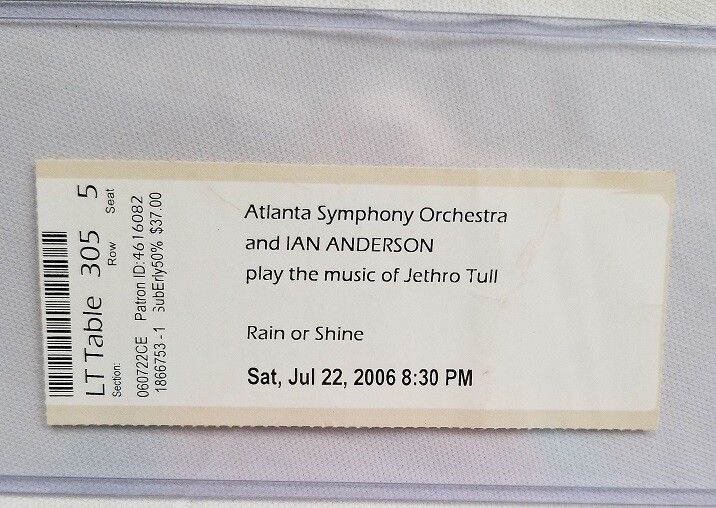 LT Table 305 5
Section: Row Seat
060722CE Patron ID:4616082
1866753-1 SubErly50% $37.00
Atlanta Symphony Orchestra
and IAN ANDERSON
play the music of Jethro Tull
Rain or Shine
Sat, Jul 22, 2006 8:30 PM